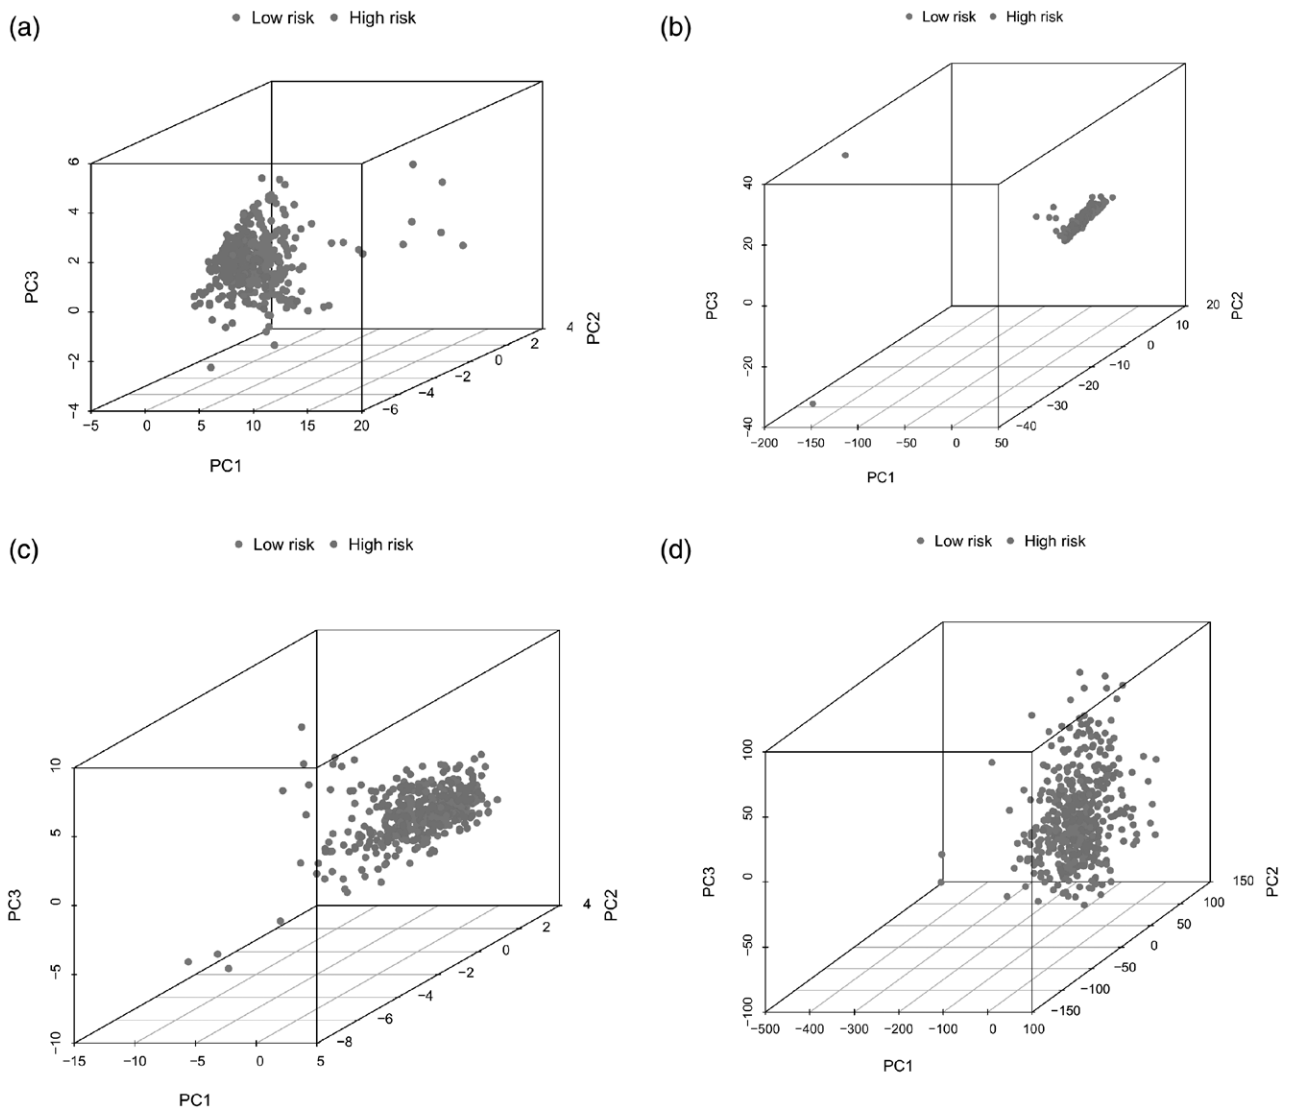 (a)
Low risk High risk
6
4
2
0
−2
−4
PC3
−5 0 5 10 15 20
PC1
−6 −4 −2 0 2 4
PC2
(b)
Low risk High risk
40
20
0
−20
−40
PC3
−200 −150 −100 −50 0 50
PC1
−40 −30 −20 −10 0 10 20
PC2
(c)
Low risk High risk
10
5
0
−5
−10
PC3
−15 −10 −5 0 5
PC1
−8 −6 −4 −2 0 2 4
PC2
(d)
Low risk High risk
100
50
0
−50
−100
PC3
−500 −400 −300 −200 −100 0 100
PC1
−150 −100 −50 0 50 100 150
PC2